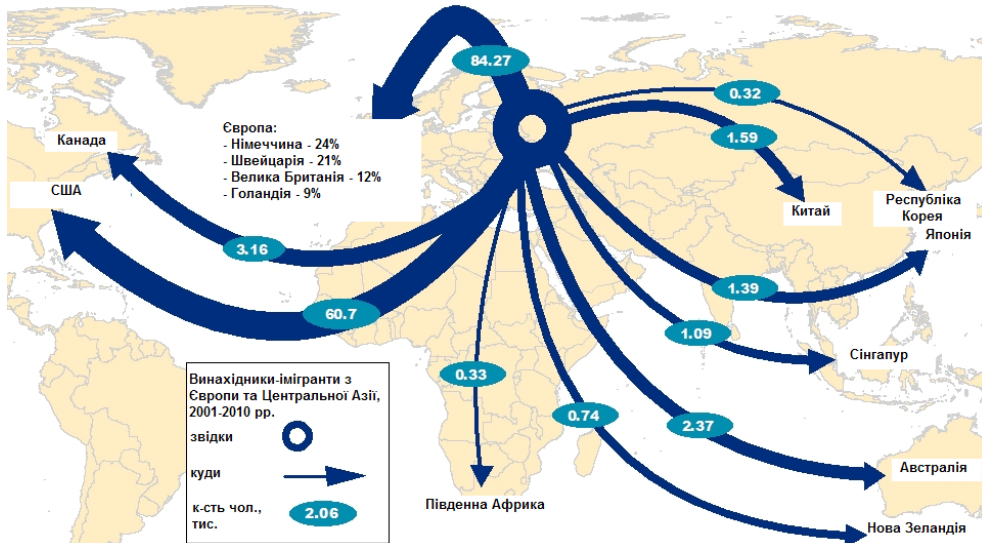 84.27
0.32
Канада
Європа:
- Німеччина - 24%
- Швейцарія - 21%
- Велика Британія - 12%
- Голандія - 9%
1.59
США
Китай
Республіка
Корея
Японія
3.16
1.39
60.7
1.09
Сінгапур
Винахідники-імігранти з
Європи та Центральної Азії,
2001-2010 рр.
звідки
куди
к-сть чол.,
тис.
2.06
0.33
0.74
2.37
Австралія
Південна Африка
Нова Зеландія